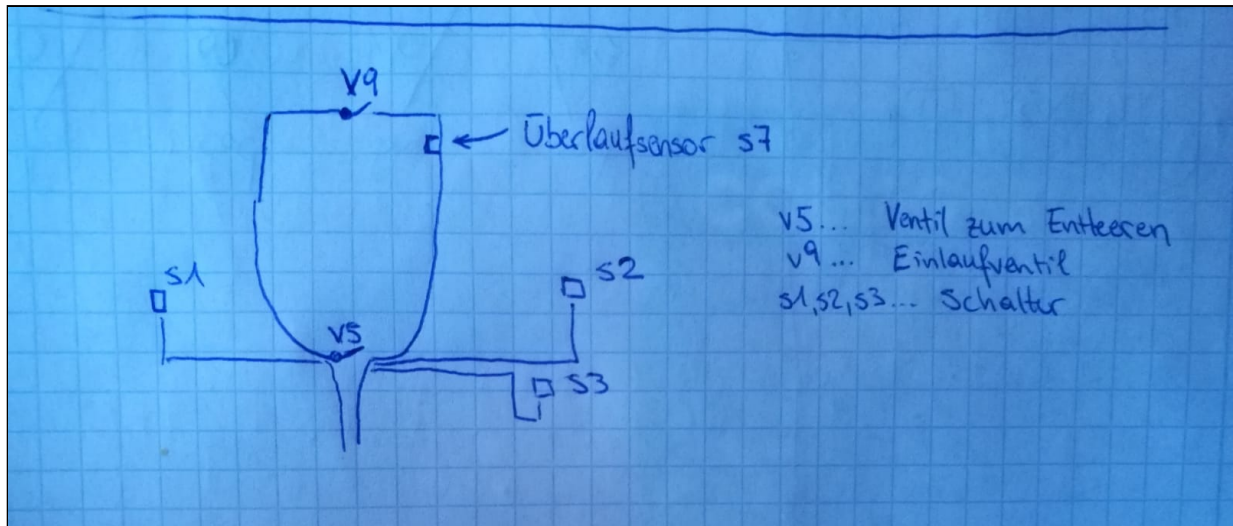 V9
Überlaufsensor s7
v5... Ventil zum Entleeren
v9... Einlaufventil
s1, s2, s3... Schalter
s1
s2
v5
s3